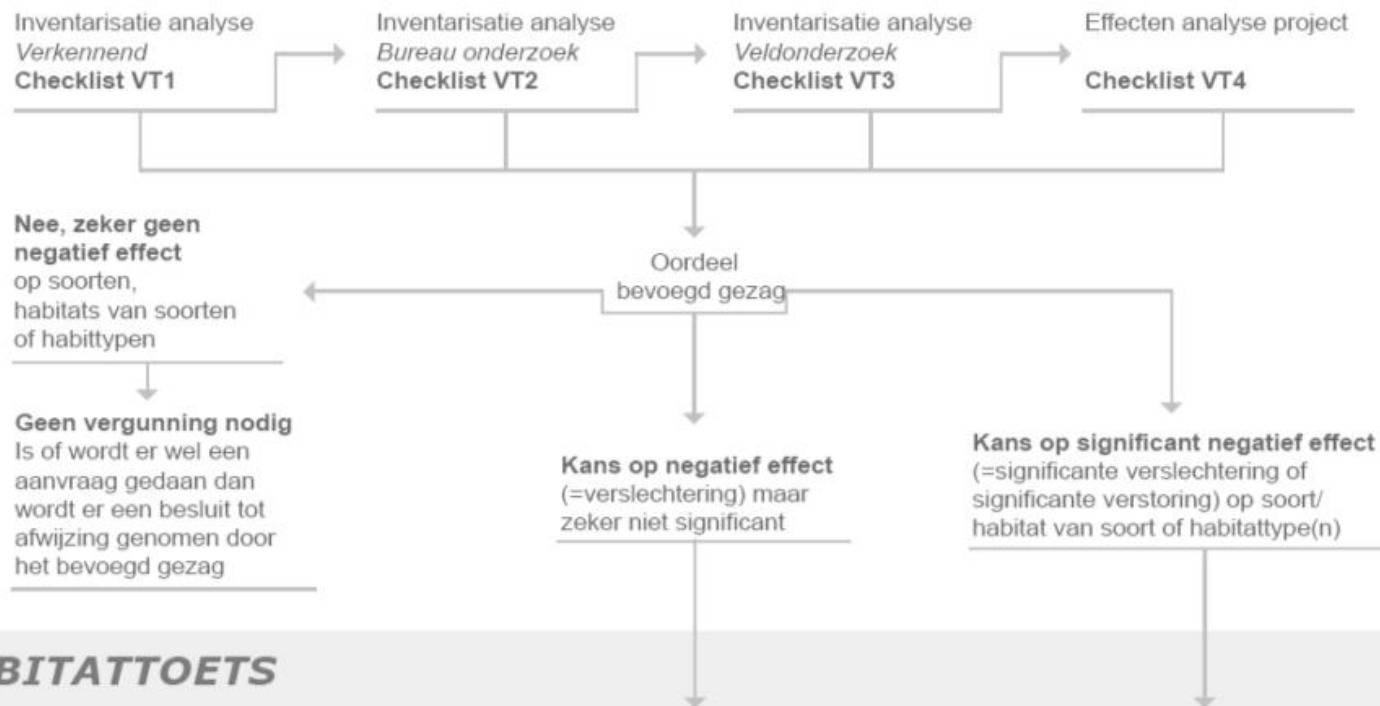 Inventarisatie analyse
Verkennend
Checklist VT1
Inventarisatie analyse
Bureau onderzoek
Checklist VT2
Inventarisatie analyse
Veldonderzoek
Checklist VT3
Effecten analyse project
Checklist VT4
Oordeel
bevoegd gezag
Nee, zeker geen
negatief effect
op soorten,
habitats van soorten
of habittypen
Geen vergunning nodig
Is of wordt er wel een
aanvraag gedaan dan
wordt er een besluit tot
afwijzing genomen door
het bevoegd gezag
Kans op negatief effect
(=verslechtering) maar
zeker niet significant
Kans op significant negatief effect
(=significante verslechtering of
significante verstoring) op soort/
habitat van soort of habitattype(n)
BITATTOETS